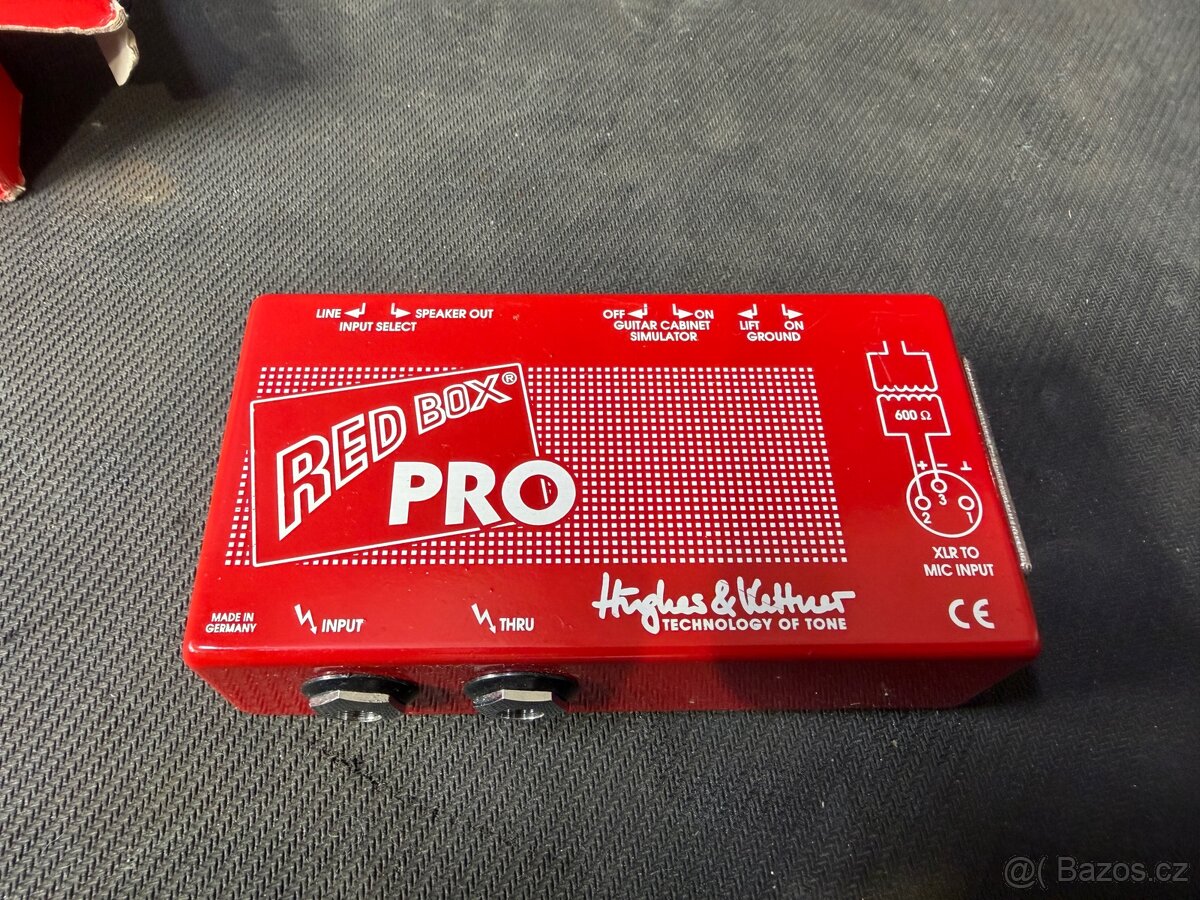 LINE SPEAKER OUT
INPUT SELECT
OFF ON
GUITAR CABINET
SIMULATOR
LIFT ON
GROUND
RED BOX®
PRO
600 Ω
+ − ⊥
2 3 1
XLR TO
MIC INPUT
MADE IN
GERMANY
INPUT
THRU
Hughes & Kettner
TECHNOLOGY OF TONE
CE
@( Bazos.cz